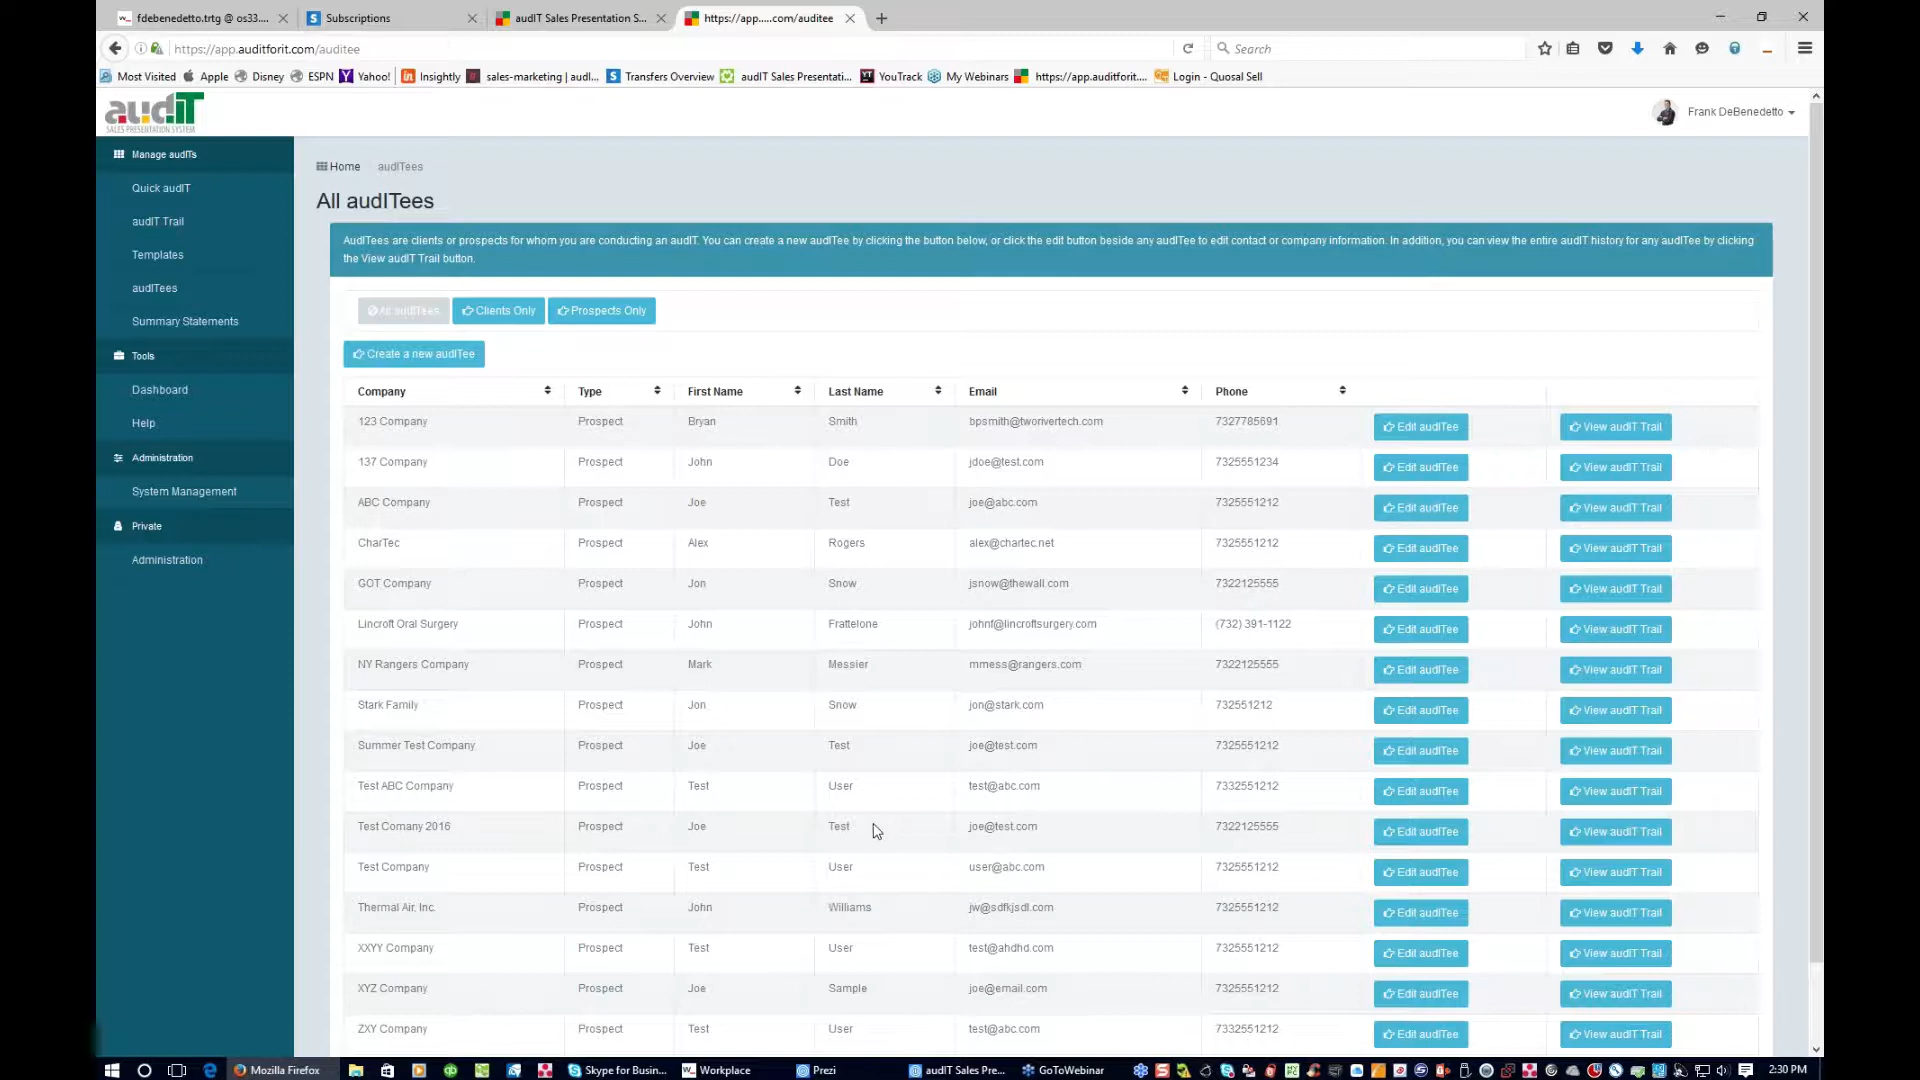 fdebenedetto.trtg @ os33....
Subscriptions
audIT Sales Presentation S...
https://app.....com/auditee
https://app.auditforit.com/auditee
Search
Most Visited
Apple
Disney
ESPN
Yahoo!
Insightly
sales-marketing | audI...
Transfers Overview
audIT Sales Presentati...
YouTrack
My Webinars
https://app.auditforit....
Login - Quosal Sell
audIT
SALES PRESENTATION SYSTEM
Frank DeBenedetto
Manage audITs
Quick audIT
audIT Trail
Templates
audITees
Summary Statements
Tools
Dashboard
Help
Administration
System Management
Private
Administration
Home audITees
All audITees
AudITees are clients or prospects for whom you are conducting an audIT. You can create a new audITee by clicking the button below, or click the edit button beside any audITee to edit contact or company information. In addition, you can view the entire audIT history for any audITee by clicking
the View audIT Trail button.
All audITees Clients Only Prospects Only
Create a new audITee
Company Type First Name Last Name Email Phone
123 Company Prospect Bryan Smith bpsmith@tworivertech.com 7327785691 Edit audITee View audIT Trail
137 Company Prospect John Doe jdoe@test.com 7325551234 Edit audITee View audIT Trail
ABC Company Prospect Joe Test joe@abc.com 7325551212 Edit audITee View audIT Trail
CharTec Prospect Alex Rogers alex@chartec.net 7325551212 Edit audITee View audIT Trail
GOT Company Prospect Jon Snow jsnow@thewall.com 7322125555 Edit audITee View audIT Trail
Lincroft Oral Surgery Prospect John Frattelone johnf@lincroftsurgery.com (732) 391-1122 Edit audITee View audIT Trail
NY Rangers Company Prospect Mark Messier mmess@rangers.com 7322125555 Edit audITee View audIT Trail
Stark Family Prospect Jon Snow jon@stark.com 732551212 Edit audITee View audIT Trail
Summer Test Company Prospect Joe Test joe@test.com 7325551212 Edit audITee View audIT Trail
Test ABC Company Prospect Test User test@abc.com 7332551212 Edit audITee View audIT Trail
Test Comany 2016 Prospect Joe Test joe@test.com 7322125555 Edit audITee View audIT Trail
Test Company Prospect Test User user@abc.com 7325551212 Edit audITee View audIT Trail
Thermal Air, Inc. Prospect John Williams jw@sdfkjsdl.com 7325551212 Edit audITee View audIT Trail
XXYY Company Prospect Test User test@ahdhd.com 7325551212 Edit audITee View audIT Trail
XYZ Company Prospect Joe Sample joe@email.com 7325551212 Edit audITee View audIT Trail
ZXY Company Prospect Test User test@abc.com 7332551212 Edit audITee View audIT Trail
Mozilla Firefox
Skype for Busin...
Workplace
Prezi
audIT Sales Pre...
GoToWebinar
2:30 PM